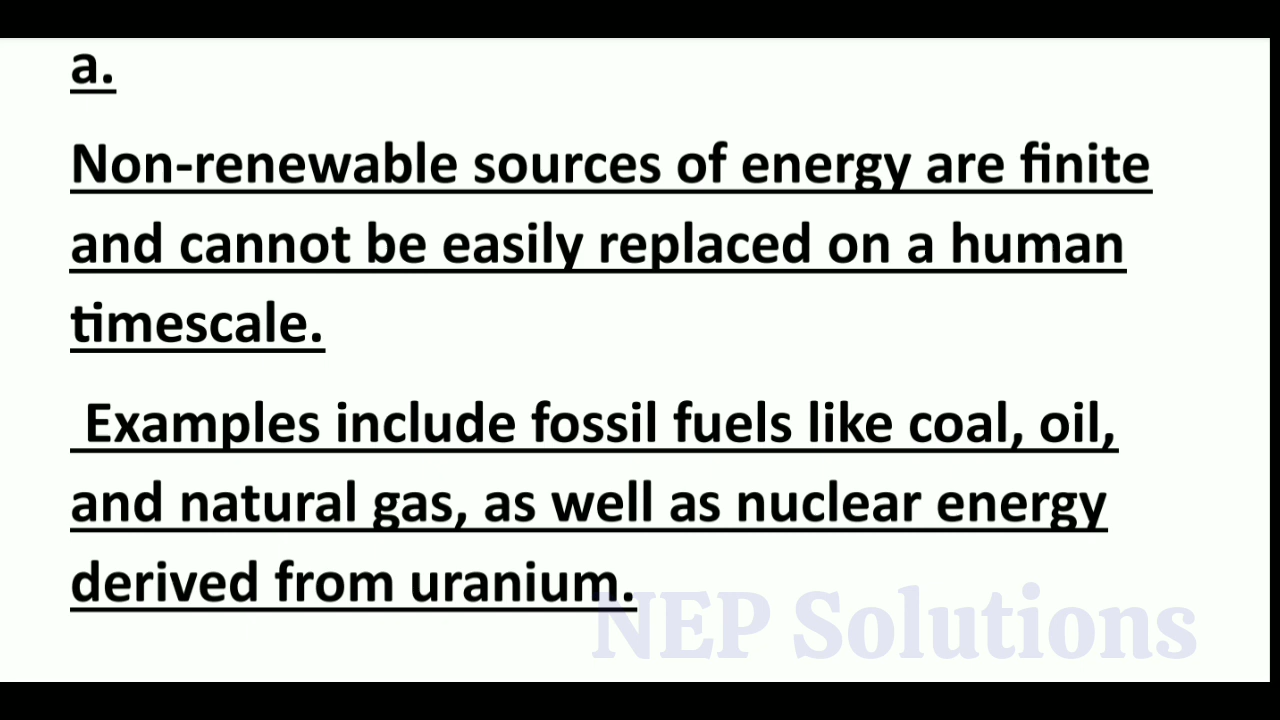 a.
Non-renewable sources of energy are finite
and cannot be easily replaced on a human
timescale.
Examples include fossil fuels like coal, oil,
and natural gas, as well as nuclear energy
derived from uranium.
NEP Solutions